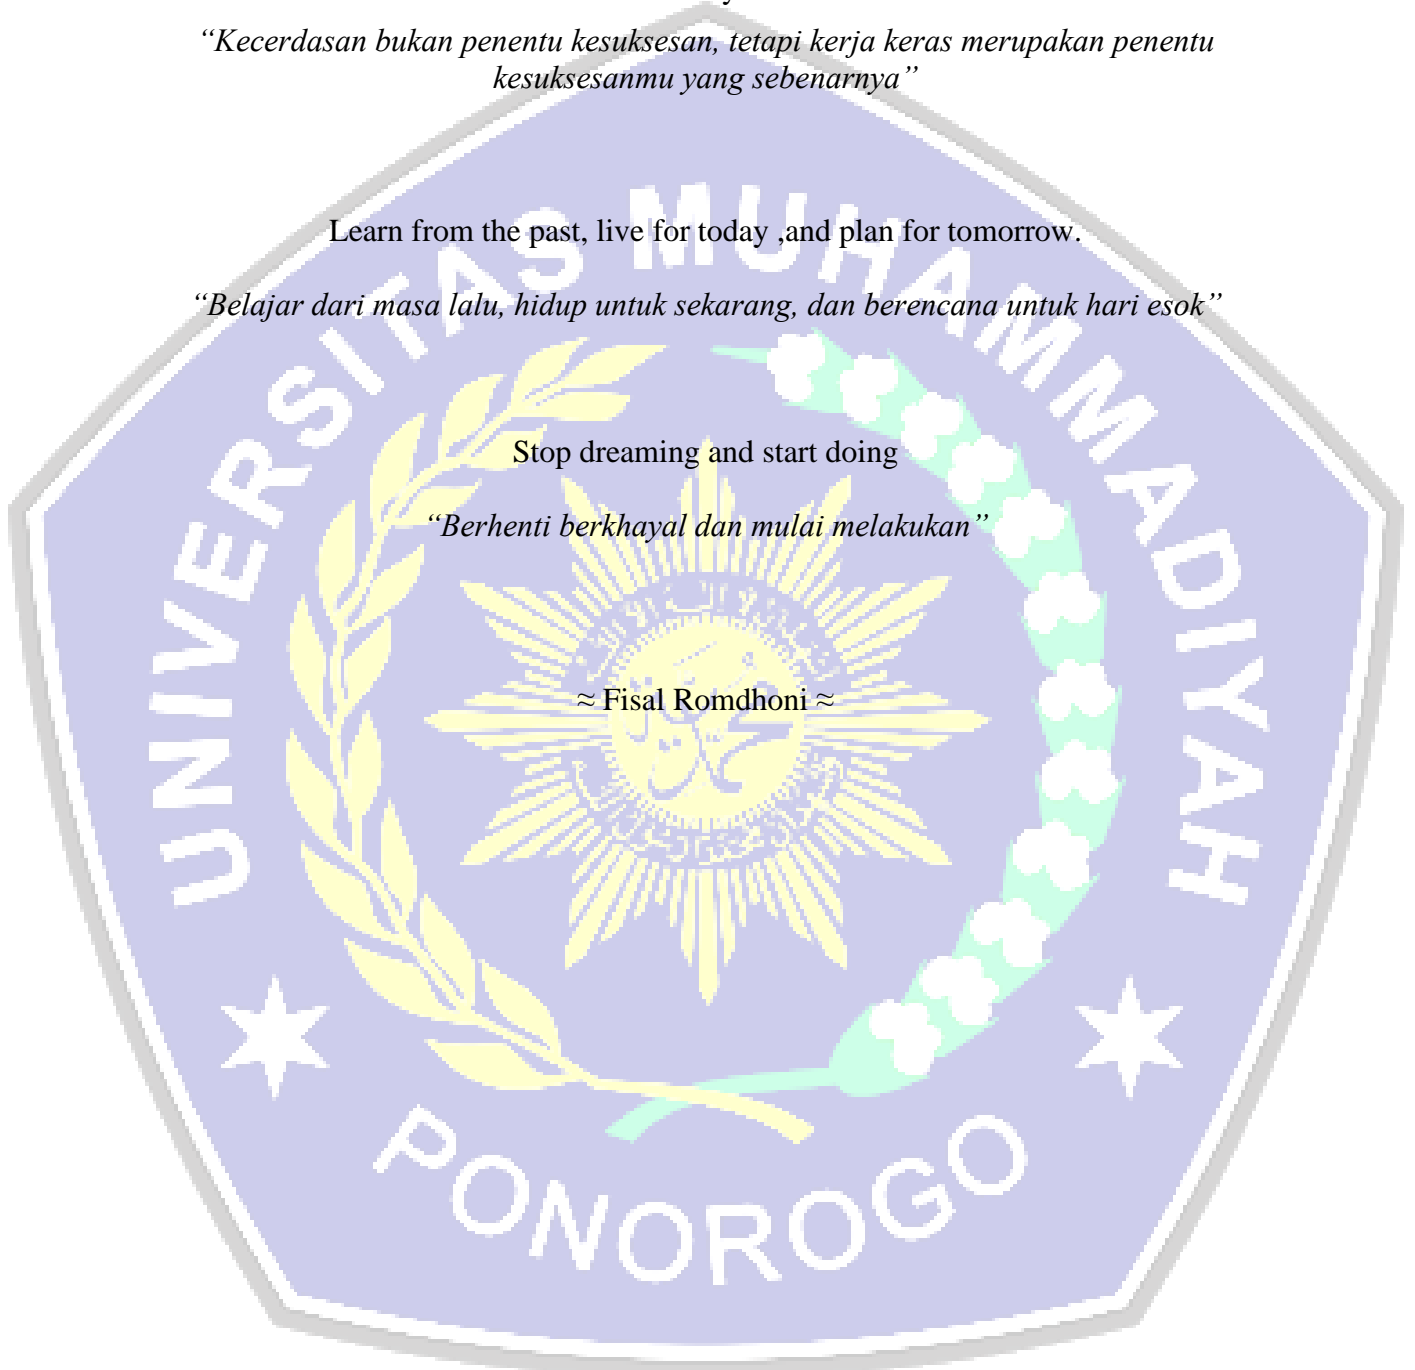 “Kecerdasan bukan penentu kesuksesan, tetapi kerja keras merupakan penentu
kesuksesanmu yang sebenarnya”
Learn from the past, live for today ,and plan for tomorrow.
“Belajar dari masa lalu, hidup untuk sekarang, dan berencana untuk hari esok”
Stop dreaming and start doing
“Berhenti berkhayal dan mulai melakukan”
≈ Fisal Romdhoni ≈
UNIVERSITAS MUHAMMADIYAH
PONOROGO